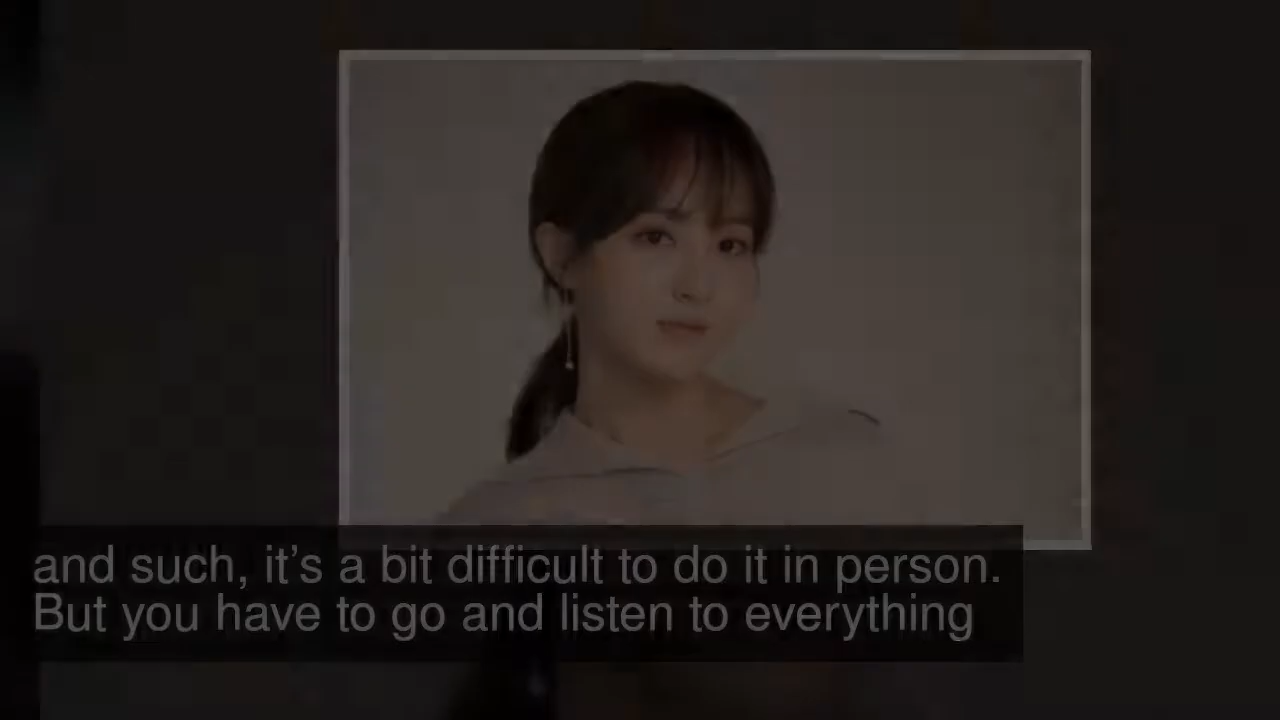 and such, it’s a bit difficult to do it in person.
But you have to go and listen to everything